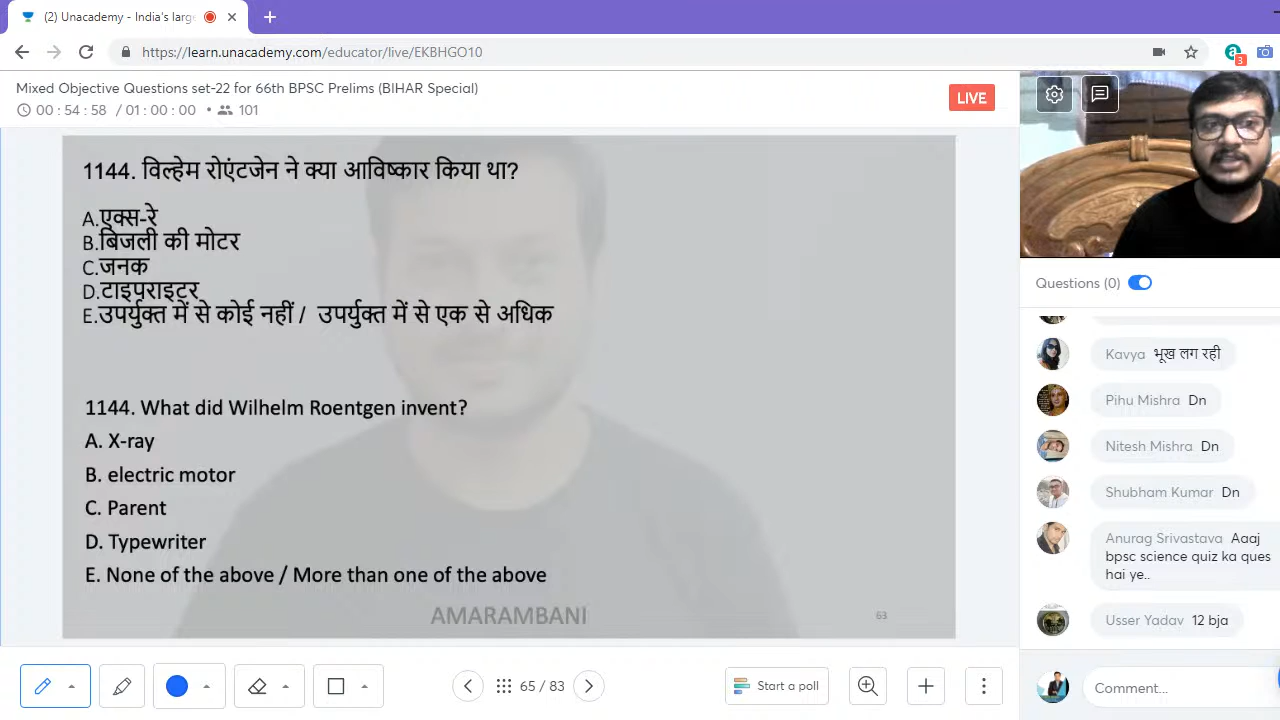 (2) Unacademy - India's larg
https://learn.unacademy.com/educator/live/EKBHGO10
3
Mixed Objective Questions set-22 for 66th BPSC Prelims (BIHAR Special)
00 : 54 : 58 / 01 : 00 : 00 • 101
LIVE
1144. विल्हेम रोएंटजेन ने क्या आविष्कार किया था?
A.एक्स-रे
B.बिजली की मोटर
C.जनक
D.टाइपराइटर
E.उपर्युक्त में से कोई नहीं / उपर्युक्त में से एक से अधिक
1144. What did Wilhelm Roentgen invent?
A. X-ray
B. electric motor
C. Parent
D. Typewriter
E. None of the above / More than one of the above
AMARAMBANI
63
Questions (0)
Kavya भूख लग रही
Pihu Mishra Dn
Nitesh Mishra Dn
Shubham Kumar Dn
Anurag Srivastava Aaaj
bpsc science quiz ka ques
hai ye..
Usser Yadav 12 bja
65 / 83
Start a poll
Comment...